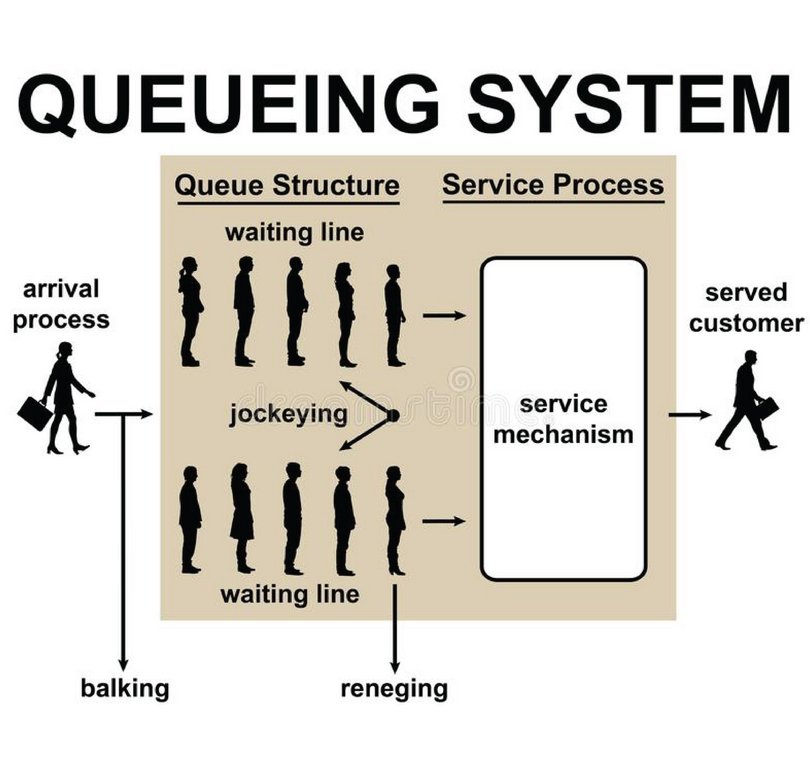 QUEUEING SYSTEM
Queue Structure
Service Process
waiting line
arrival
process
served
customer
jockeying
service
mechanism
waiting line
balking
reneging
dreamstime